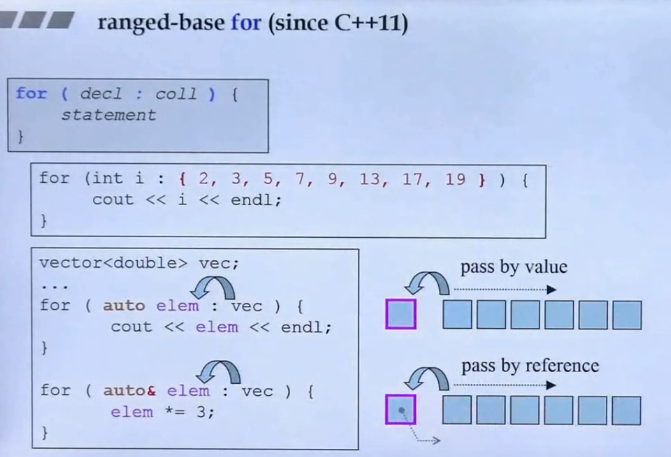 ranged-base for (since C++11)
for ( decl : coll ) {
statement
}
for (int i : { 2, 3, 5, 7, 9, 13, 17, 19 } ) {
cout << i << endl;
}
vector<double> vec;
...
for ( auto elem : vec ) {
cout << elem << endl;
}
for ( auto& elem : vec ) {
elem *= 3;
}
pass by value
pass by reference